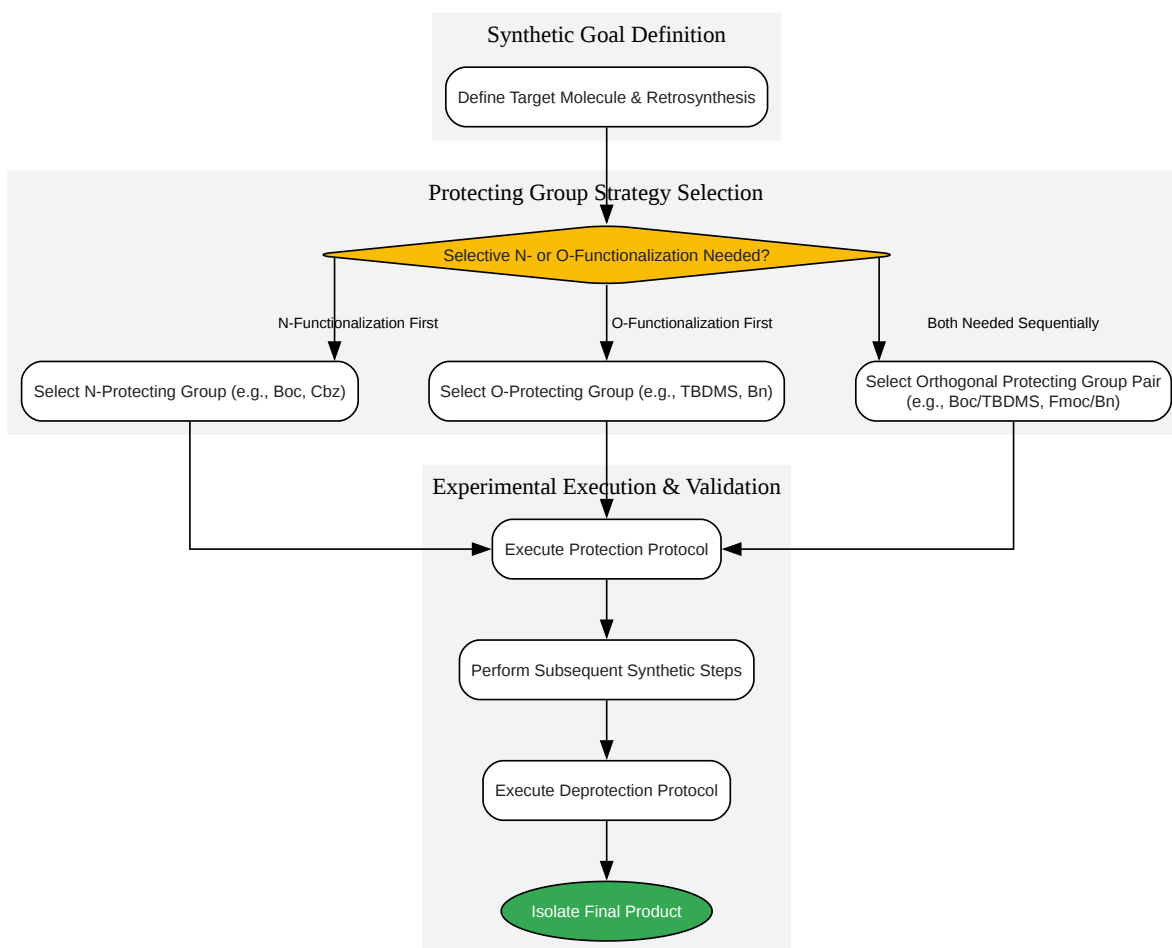 Synthetic Goal Definition
Define Target Molecule & Retrosynthesis
Protecting Group Strategy Selection
Selective N- or O-Functionalization Needed?
N-Functionalization First
O-Functionalization First
Both Needed Sequentially
Select N-Protecting Group (e.g., Boc, Cbz)
Select O-Protecting Group (e.g., TBDMS, Bn)
Select Orthogonal Protecting Group Pair
(e.g., Boc/TBDMS, Fmoc/Bn)
Experimental Execution & Validation
Execute Protection Protocol
Perform Subsequent Synthetic Steps
Execute Deprotection Protocol
Isolate Final Product